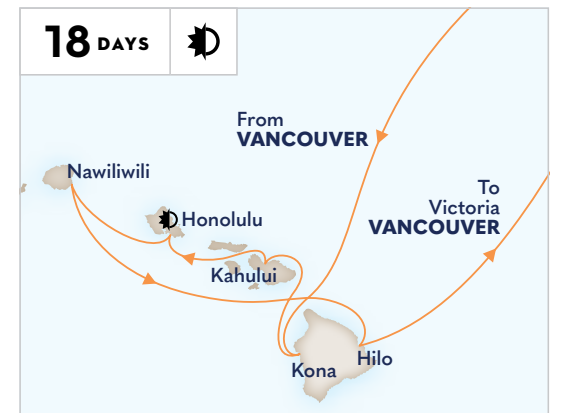 18 DAYS
From
VANCOUVER
Nawiliwili
To
Victoria
VANCOUVER
Honolulu
Kahului
Kona
Hilo